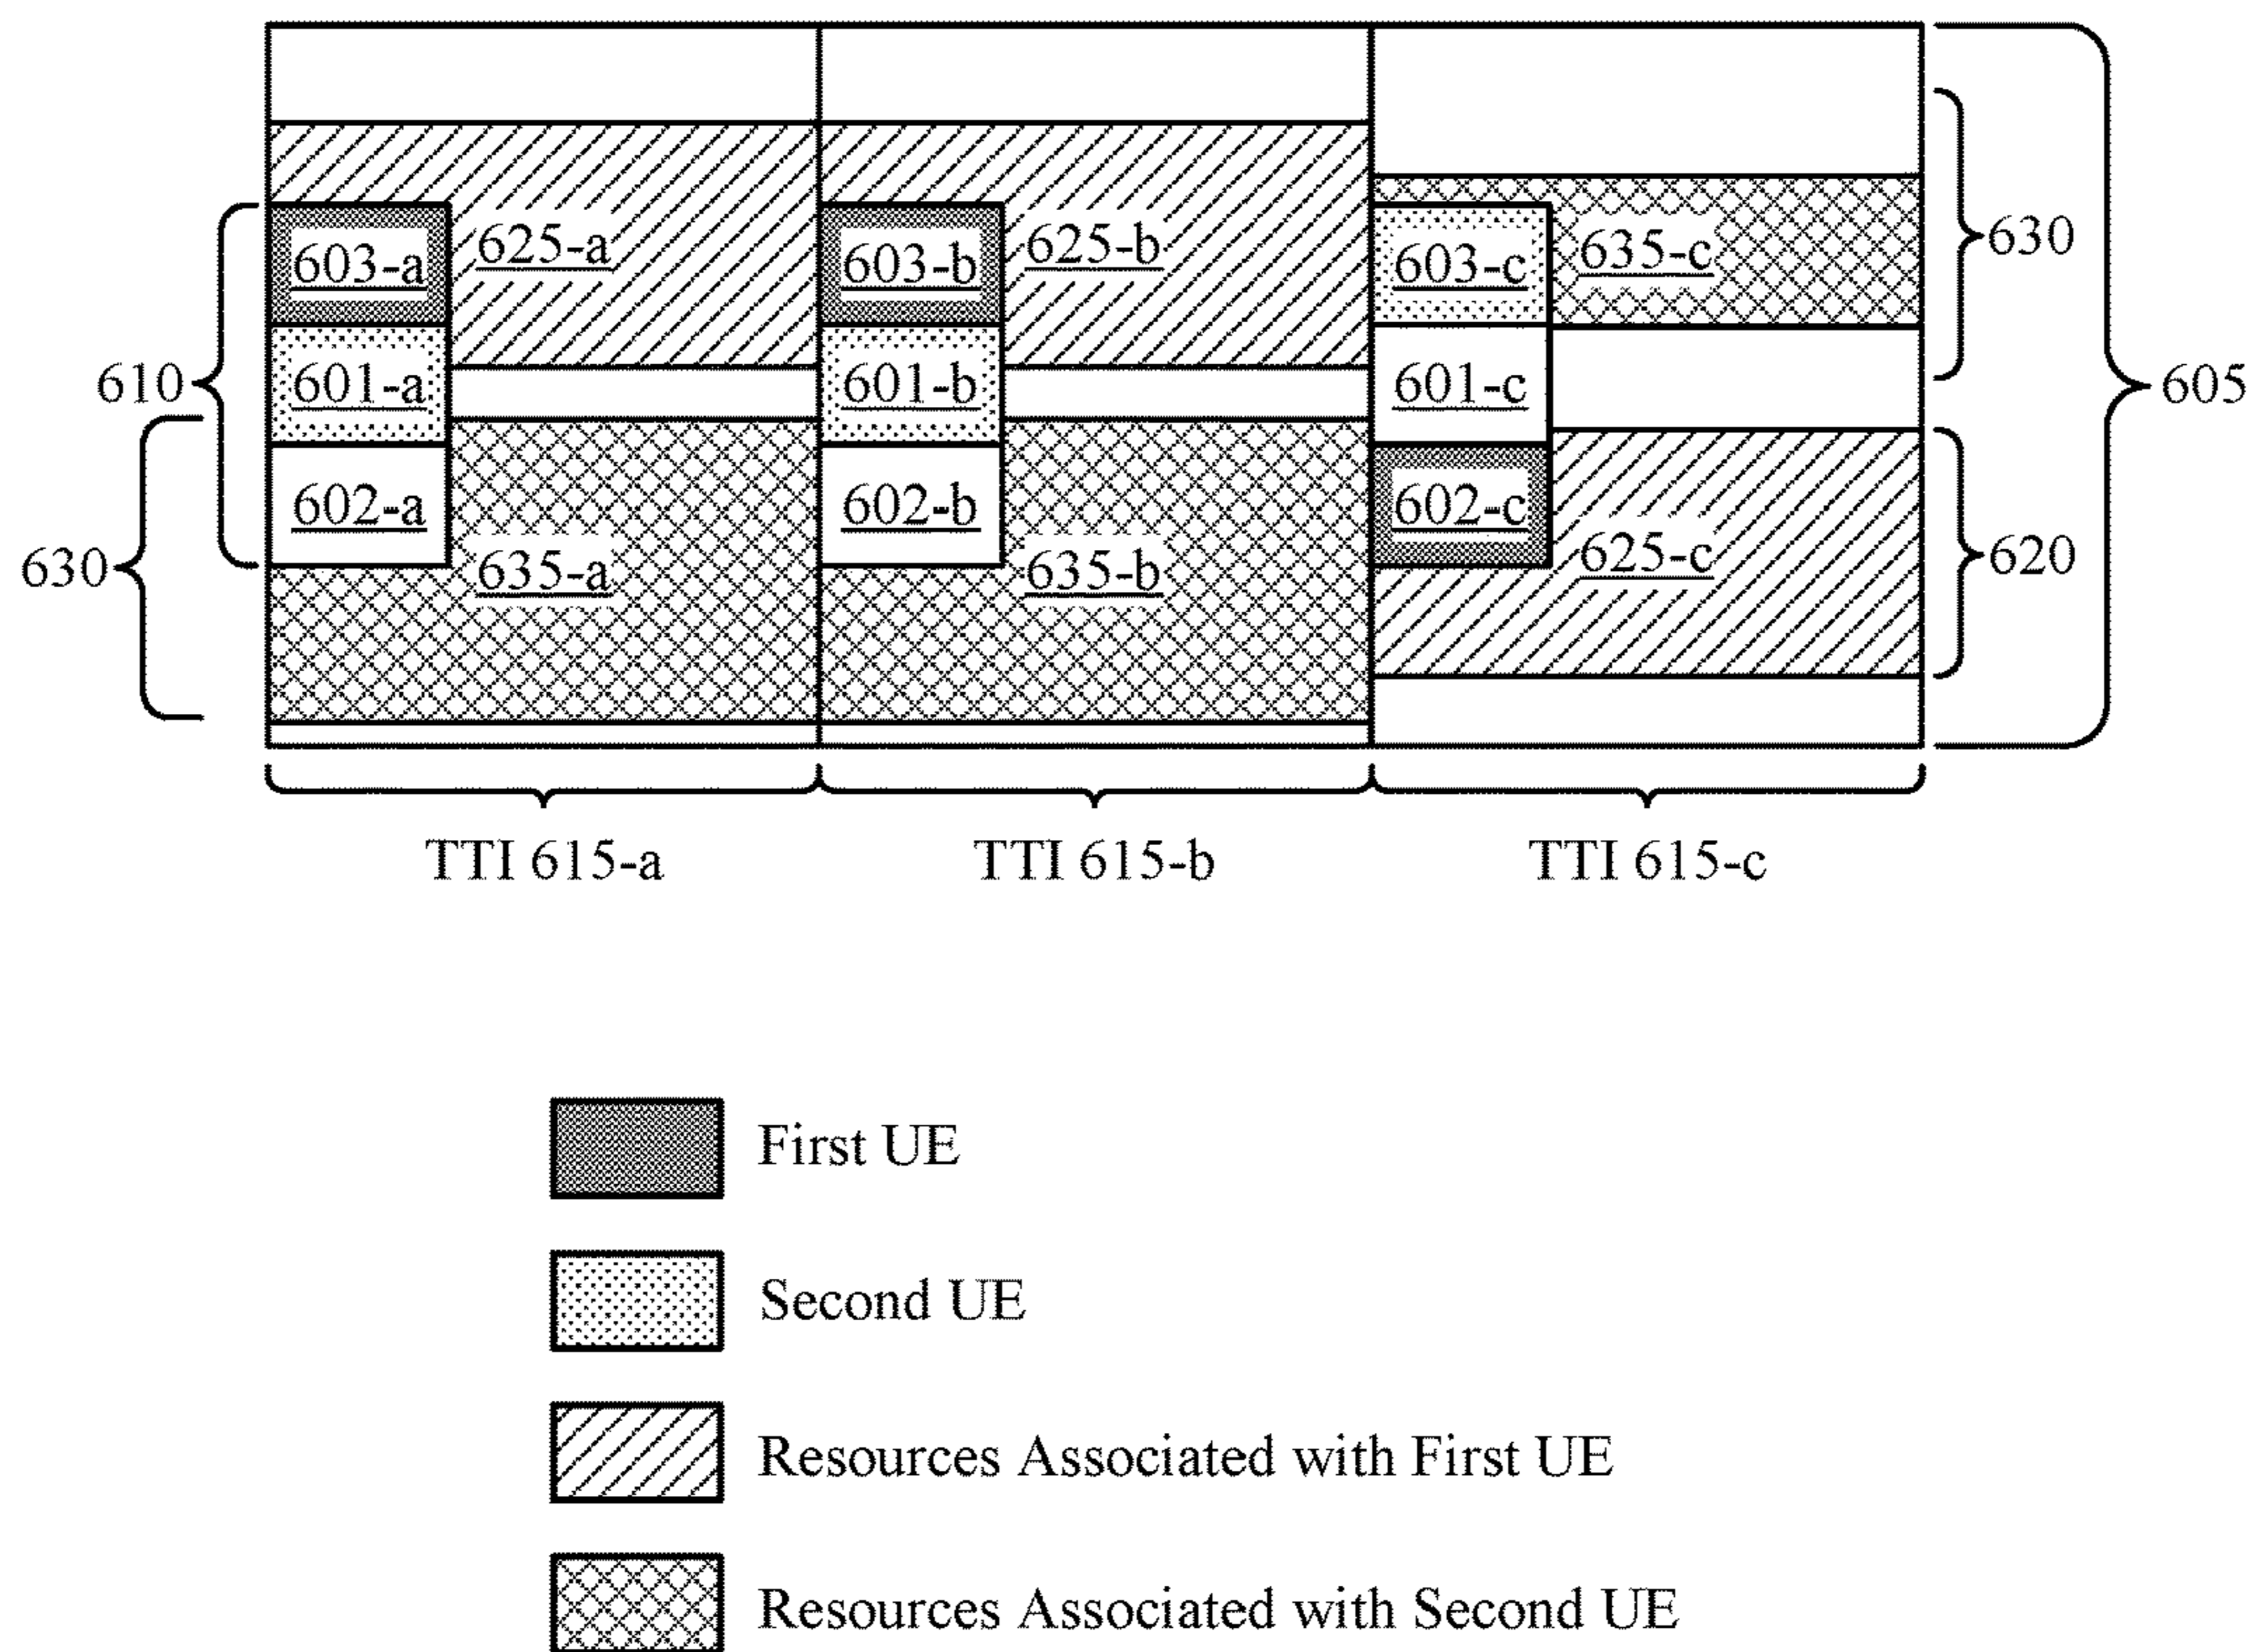 603-a 625-a 603-b 625-b 603-c 635-c 630
610 601-a 601-b 601-c 605
602-a 602-b 602-c
630 635-a 635-b 625-c 620
TTI 615-a TTI 615-b TTI 615-c
First UE
Second UE
Resources Associated with First UE
Resources Associated with Second UE